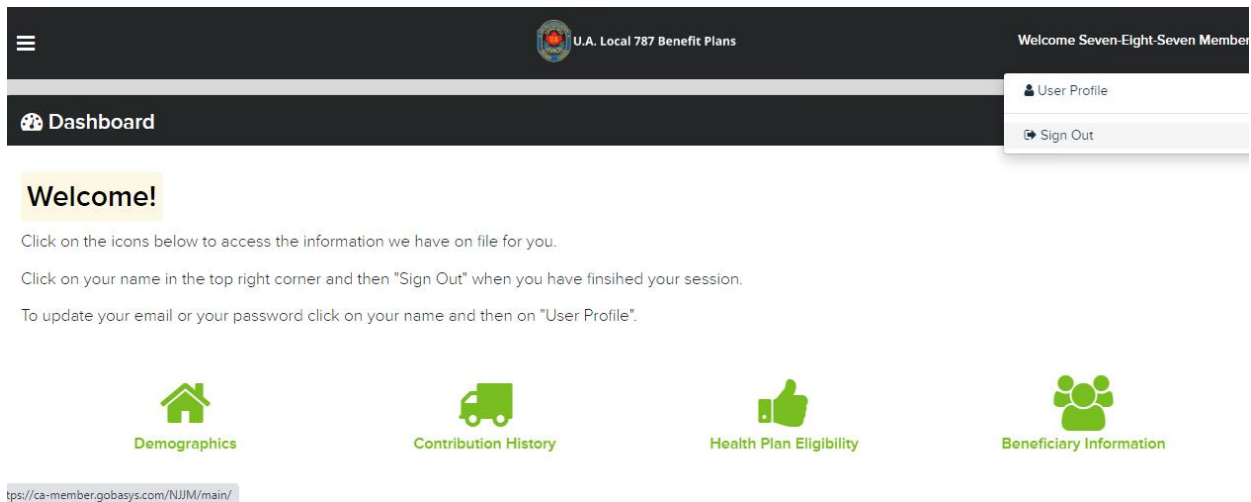 U.A. Local 787 Benefit Plans
Welcome Seven-Eight-Seven Member
User Profile
Sign Out
Dashboard
Welcome!
Click on the icons below to access the information we have on file for you.
Click on your name in the top right corner and then "Sign Out" when you have finsihed your session.
To update your email or your password click on your name and then on "User Profile".
Demographics
Contribution History
Health Plan Eligibility
Beneficiary Information
tps://ca-member.gobasys.com/NJJM/main/